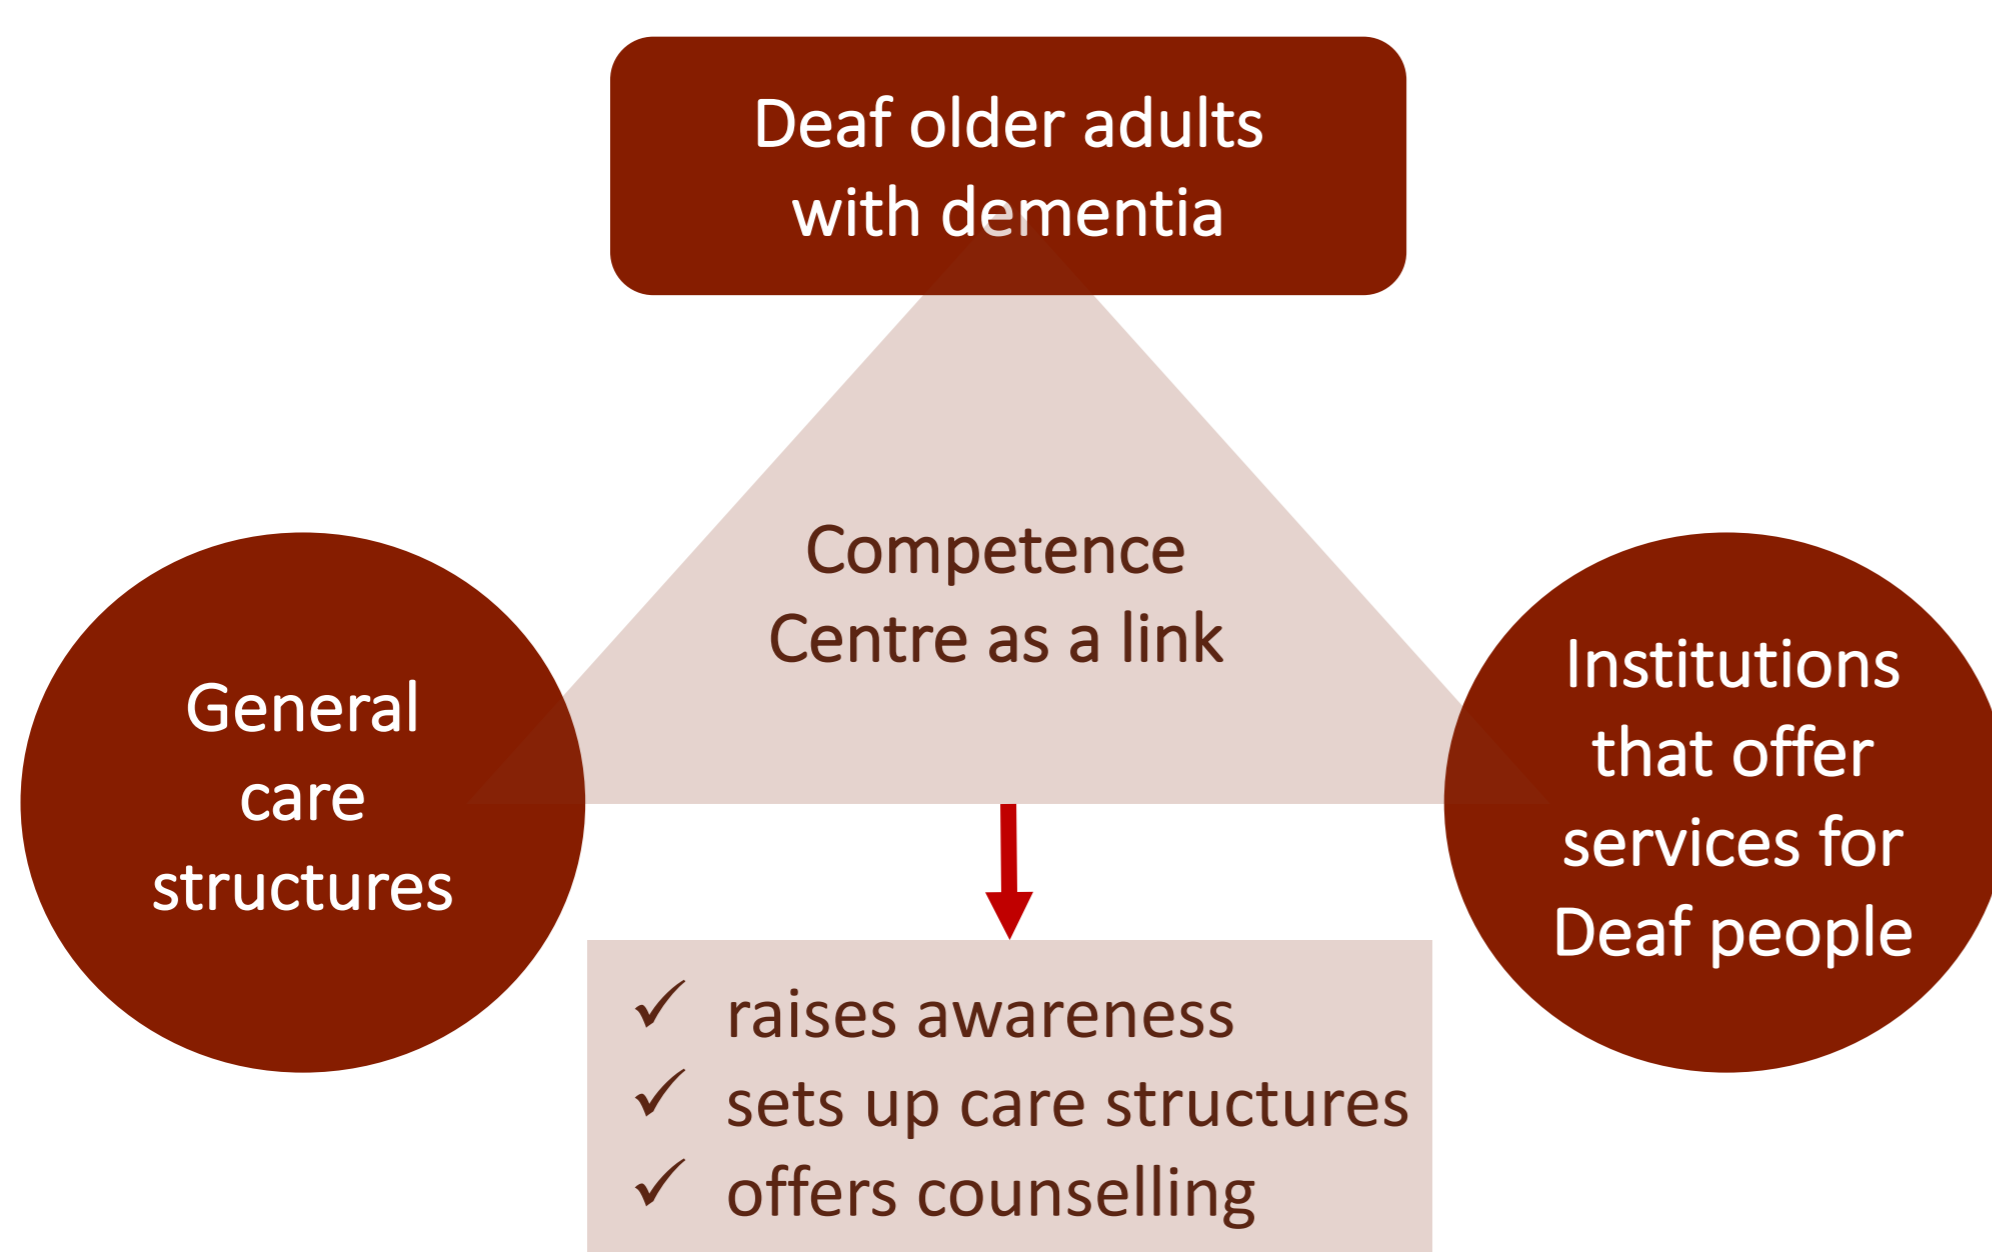 Deaf older adults
with dementia
Competence
Centre as a link
General
care
structures
Institutions
that offer
services for
Deaf people
✓ raises awareness
✓ sets up care structures
✓ offers counselling